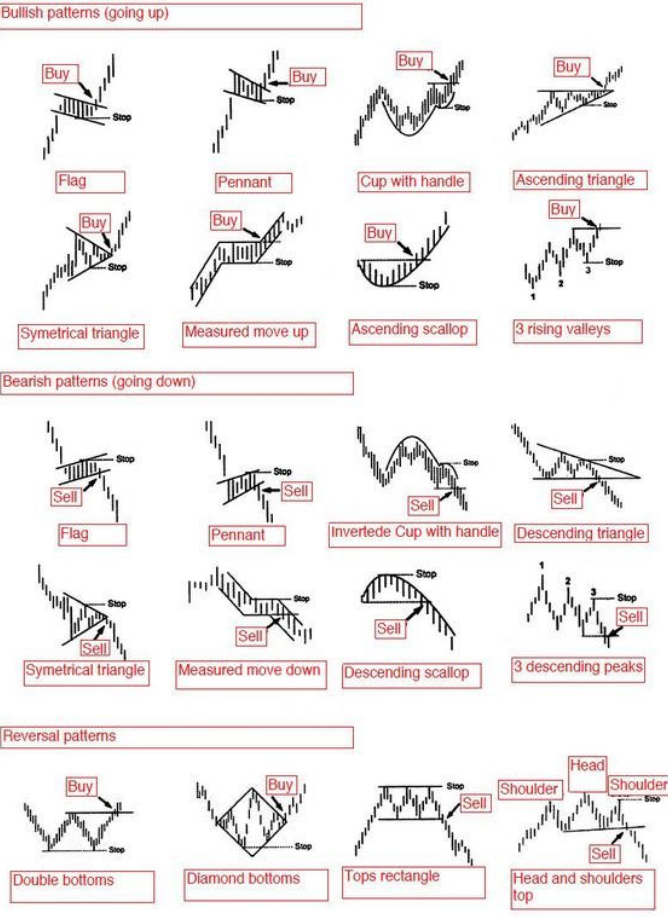 Bullish patterns (going up)
Buy
Stop
Flag
Buy
Stop
Pennant
Buy
Stop
Cup with handle
Buy
Stop
Ascending triangle
Buy
Stop
Symetrical triangle
Buy
Stop
Measured move up
Buy
Stop
Ascending scallop
Buy
Stop
1 2 3
3 rising valleys
Bearish patterns (going down)
Stop
Sell
Flag
Stop
Sell
Pennant
Stop
Sell
Invertede Cup with handle
Stop
Sell
Descending triangle
Stop
Sell
Symetrical triangle
Stop
Sell
Measured move down
Stop
Sell
Descending scallop
1 2 3
Stop
Sell
3 descending peaks
Reversal patterns
Buy
Stop
Double bottoms
Buy
Stop
Diamond bottoms
Stop
Sell
Tops rectangle
Head
Shoulder
Shoulder
Stop
Sell
Head and shoulders
top